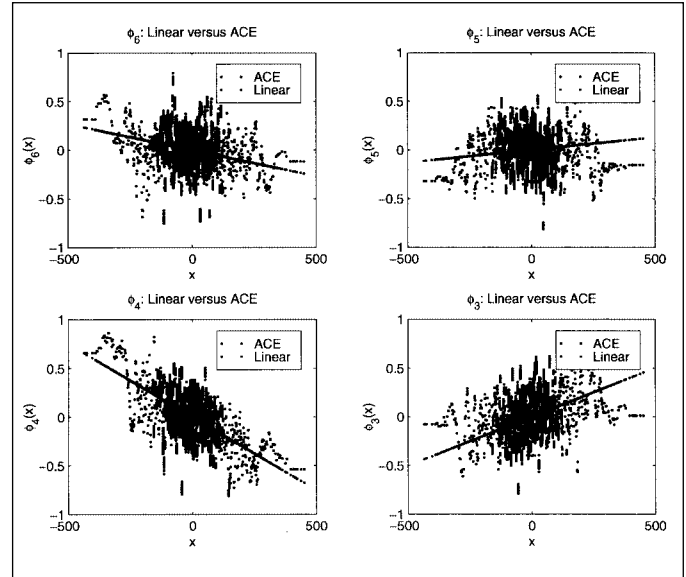 ϕ6: Linear versus ACE
1
0.5
0
−0.5
−1
−500
0
500
x
ϕ6(x)
ACE
Linear
ϕ5: Linear versus ACE
1
0.5
0
−0.5
−1
−500
0
500
x
ϕ5(x)
ACE
Linear
ϕ4: Linear versus ACE
1
0.5
0
−0.5
−1
−500
0
500
x
ϕ4(x)
ACE
Linear
ϕ3: Linear versus ACE
1
0.5
0
−0.5
−1
−500
0
500
x
ϕ3(x)
ACE
Linear